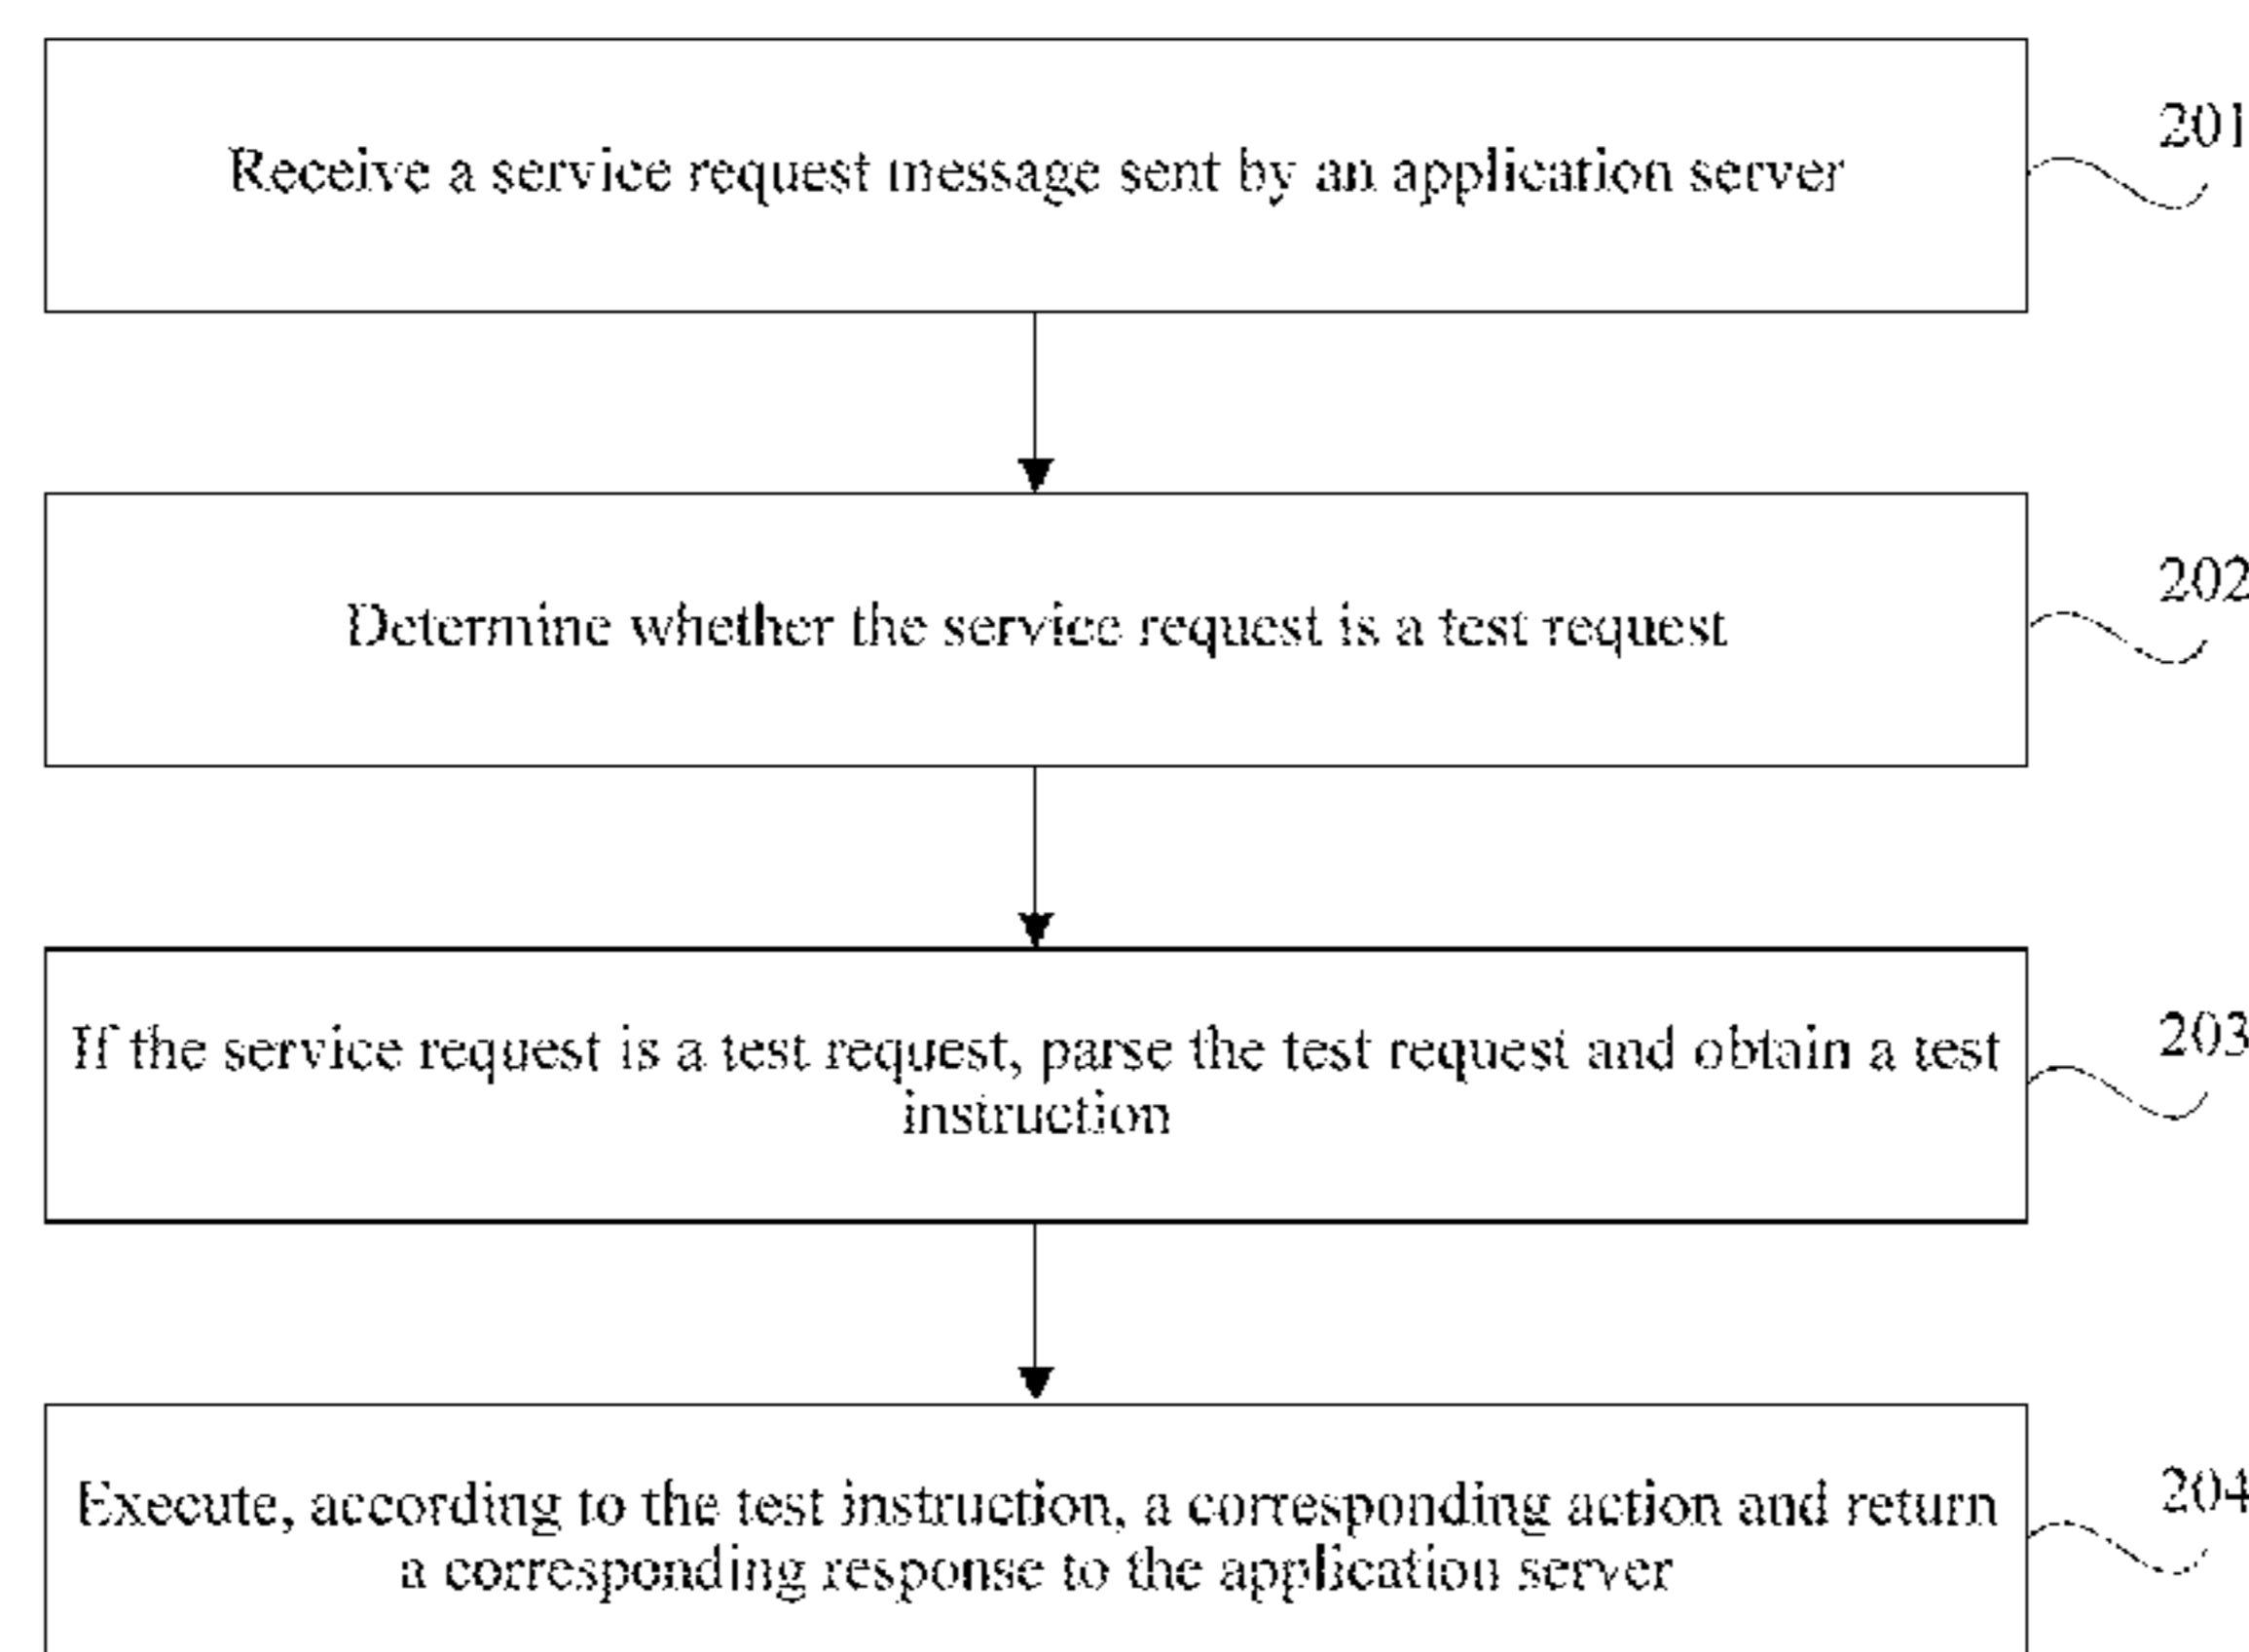 Receive a service request message sent by an application server
201
Determine whether the service request is a test request
202
If the service request is a test request, parse the test request and obtain a test
instruction
203
Execute, according to the test instruction, a corresponding action and return
a corresponding response to the application server
204